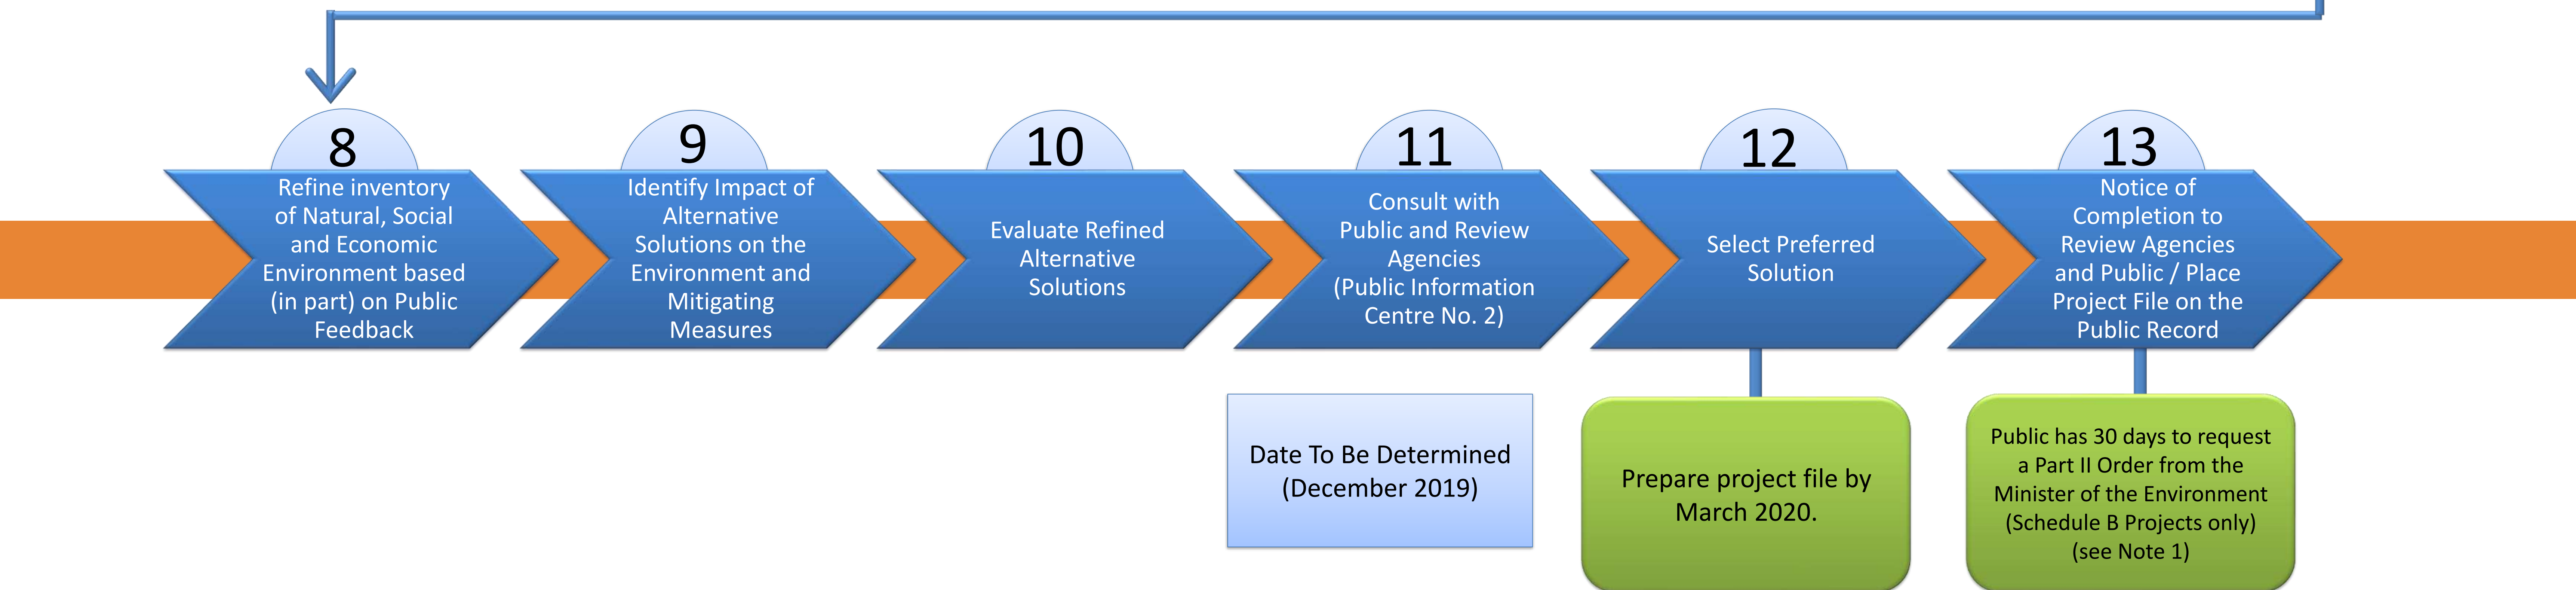 8
Refine inventory
of Natural, Social
and Economic
Environment based
(in part) on Public
Feedback
9
Identify Impact of
Alternative
Solutions on the
Environment and
Mitigating
Measures
10
Evaluate Refined
Alternative
Solutions
11
Consult with
Public and Review
Agencies
(Public Information
Centre No. 2)
12
Select Preferred
Solution
13
Notice of
Completion to
Review Agencies
and Public / Place
Project File on the
Public Record
Date To Be Determined
(December 2019)
Prepare project file by
March 2020.
Public has 30 days to request
a Part II Order from the
Minister of the Environment
(Schedule B Projects only)
(see Note 1)